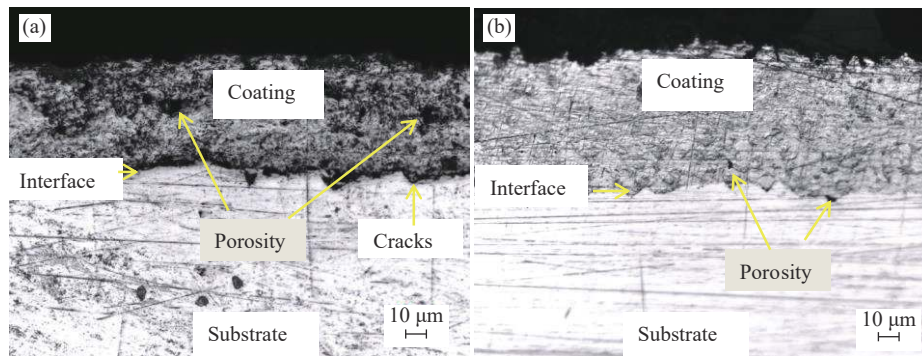 (a)
Coating
Interface
Porosity
Cracks
10 μm
Substrate
(b)
Coating
Interface
Porosity
10 μm
Substrate